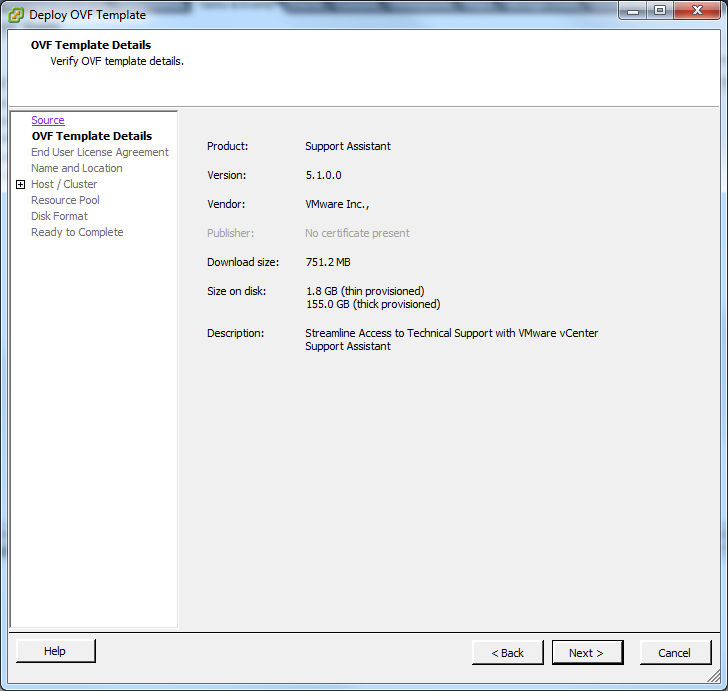 Deploy OVF Template
OVF Template Details
Verify OVF template details.
Source
OVF Template Details
End User License Agreement
Name and Location
Host / Cluster
Resource Pool
Disk Format
Ready to Complete
Product: Support Assistant
Version: 5.1.0.0
Vendor: VMware Inc.,
Publisher: No certificate present
Download size: 751.2 MB
Size on disk: 1.8 GB (thin provisioned)
155.0 GB (thick provisioned)
Description: Streamline Access to Technical Support with VMware vCenter
Support Assistant
Help < Back Next > Cancel